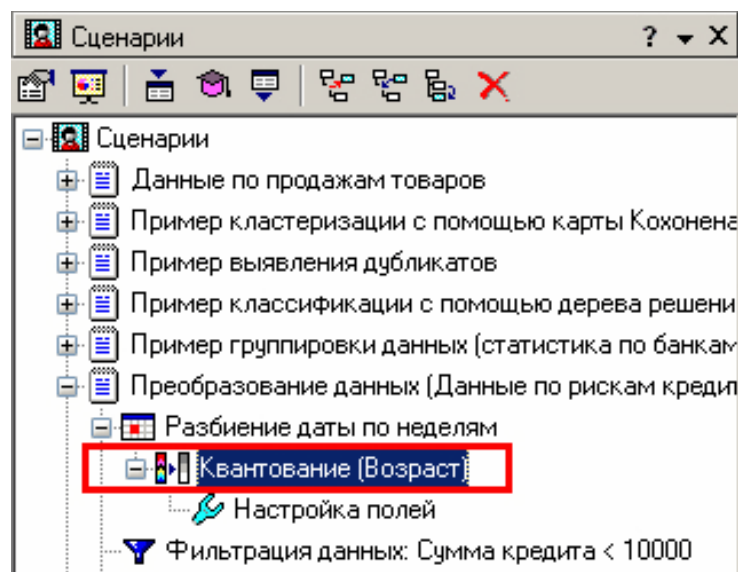 Сценарии ?
Сценарии
Данные по продажам товаров
Пример кластеризации с помощью карты Кохонена
Пример выявления дубликатов
Пример классификации с помощью дерева решени
Пример группировки данных (статистика по банкам
Преобразование данных (Данные по рискам кредит
Разбиение даты по неделям
Квантование (Возраст)
Настройка полей
Фильтрация данных: Сумма кредита < 10000